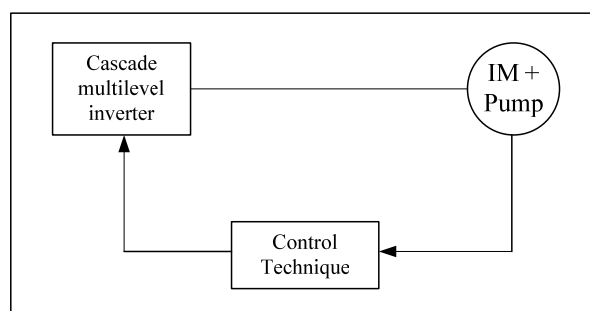 Cascade
multilevel
inverter
IM +
Pump
Control
Technique